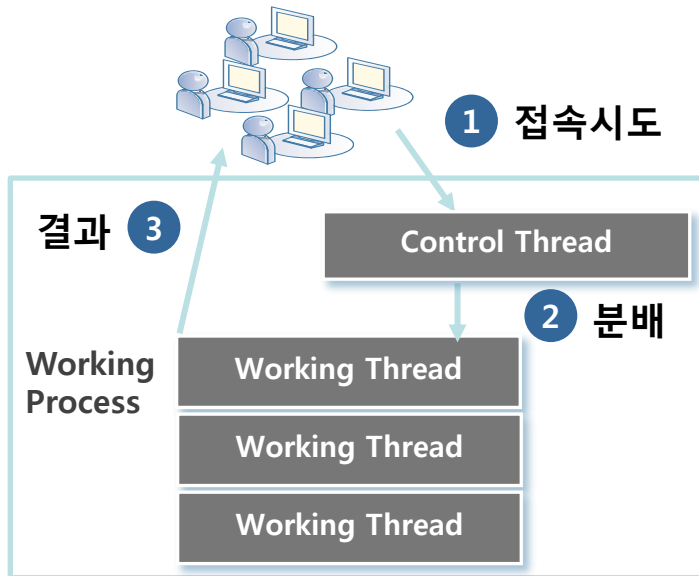 1 접속시도
결과 3
Control Thread
2 분배
Working
Process
Working Thread
Working Thread
Working Thread